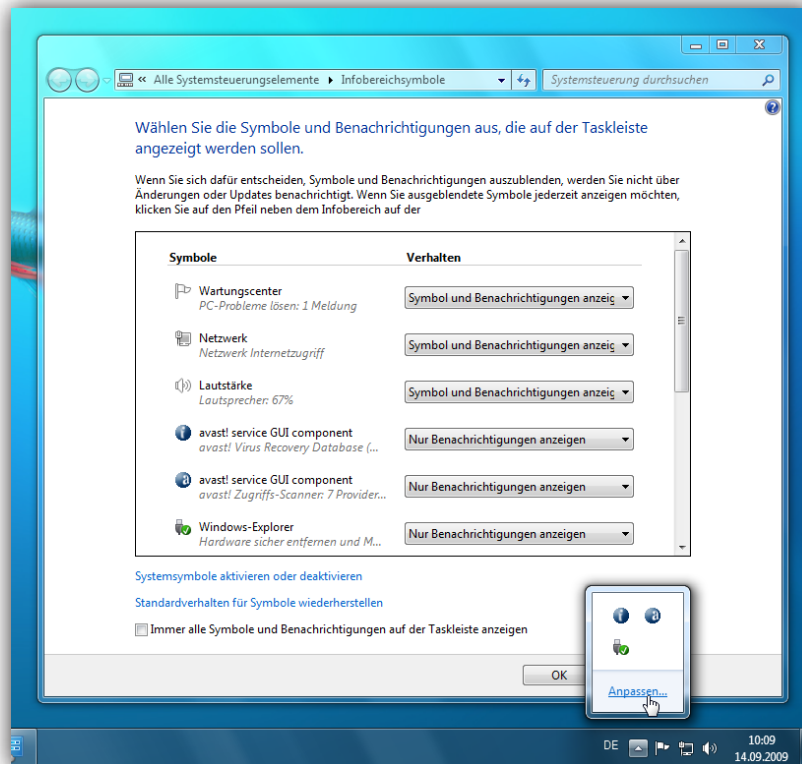 « Alle Systemsteuerungselemente ▸ Infobereichsymbole
Systemsteuerung durchsuchen
Wählen Sie die Symbole und Benachrichtigungen aus, die auf der Taskleiste
angezeigt werden sollen.
Wenn Sie sich dafür entscheiden, Symbole und Benachrichtigungen auszublenden, werden Sie nicht über
Änderungen oder Updates benachrichtigt. Wenn Sie ausgeblendete Symbole jederzeit anzeigen möchten,
klicken Sie auf den Pfeil neben dem Infobereich auf der
Symbole Verhalten
Wartungscenter
PC-Probleme lösen: 1 Meldung
Symbol und Benachrichtigungen anzeig
Netzwerk
Netzwerk Internetzugriff
Symbol und Benachrichtigungen anzeig
Lautstärke
Lautsprecher: 67%
Symbol und Benachrichtigungen anzeig
avast! service GUI component
avast! Virus Recovery Database (...
Nur Benachrichtigungen anzeigen
avast! service GUI component
avast! Zugriffs-Scanner: 7 Provider...
Nur Benachrichtigungen anzeigen
Windows-Explorer
Hardware sicher entfernen und M...
Nur Benachrichtigungen anzeigen
Systemsymbole aktivieren oder deaktivieren
Standardverhalten für Symbole wiederherstellen
Immer alle Symbole und Benachrichtigungen auf der Taskleiste anzeigen
OK
Anpassen...
DE
10:09
14.09.2009